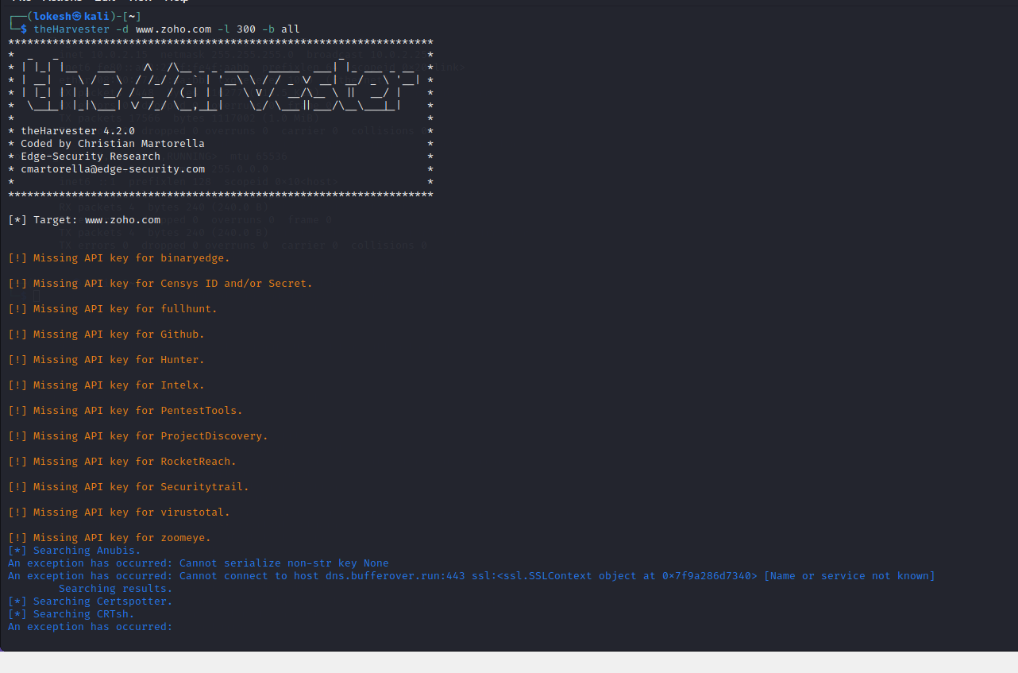 (lokesh㉿kali)-[~]
$ theHarvester -d www.zoho.com -l 300 -b all
*******************************************************************
* theHarvester *
* theHarvester 4.2.0 *
* Coded by Christian Martorella *
* Edge-Security Research *
* cmartorella@edge-security.com *
* *
*******************************************************************
[*] Target: www.zoho.com
[!] Missing API key for binaryedge.
[!] Missing API key for Censys ID and/or Secret.
[!] Missing API key for fullhunt.
[!] Missing API key for Github.
[!] Missing API key for Hunter.
[!] Missing API key for Intelx.
[!] Missing API key for PentestTools.
[!] Missing API key for ProjectDiscovery.
[!] Missing API key for RocketReach.
[!] Missing API key for Securitytrail.
[!] Missing API key for virustotal.
[!] Missing API key for zoomeye.
[*] Searching Anubis.
An exception has occurred: Cannot serialize non-str key None
An exception has occurred: Cannot connect to host dns.bufferover.run:443 ssl:<ssl.SSLContext object at 0x7f9a286d7340> [Name or service not known]
Searching results.
[*] Searching Certspotter.
[*] Searching CRTsh.
An exception has occurred: